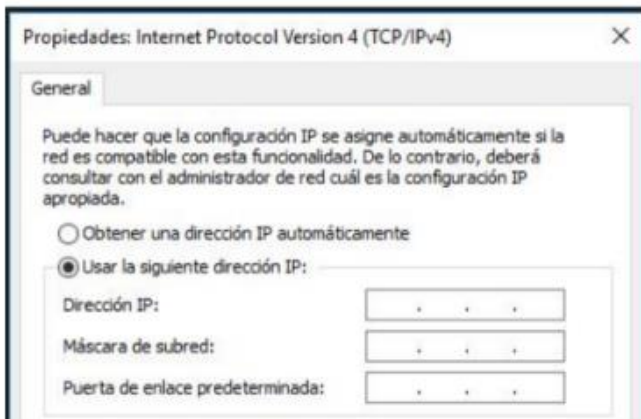 Propiedades: Internet Protocol Version 4 (TCP/IPv4)
General
Puede hacer que la configuración IP se asigne automáticamente si la
red es compatible con esta funcionalidad. De lo contrario, deberá
consultar con el administrador de red cuál es la configuración IP
apropiada.
Obtener una dirección IP automáticamente
Usar la siguiente dirección IP:
Dirección IP:
Máscara de subred:
Puerta de enlace predeterminada: